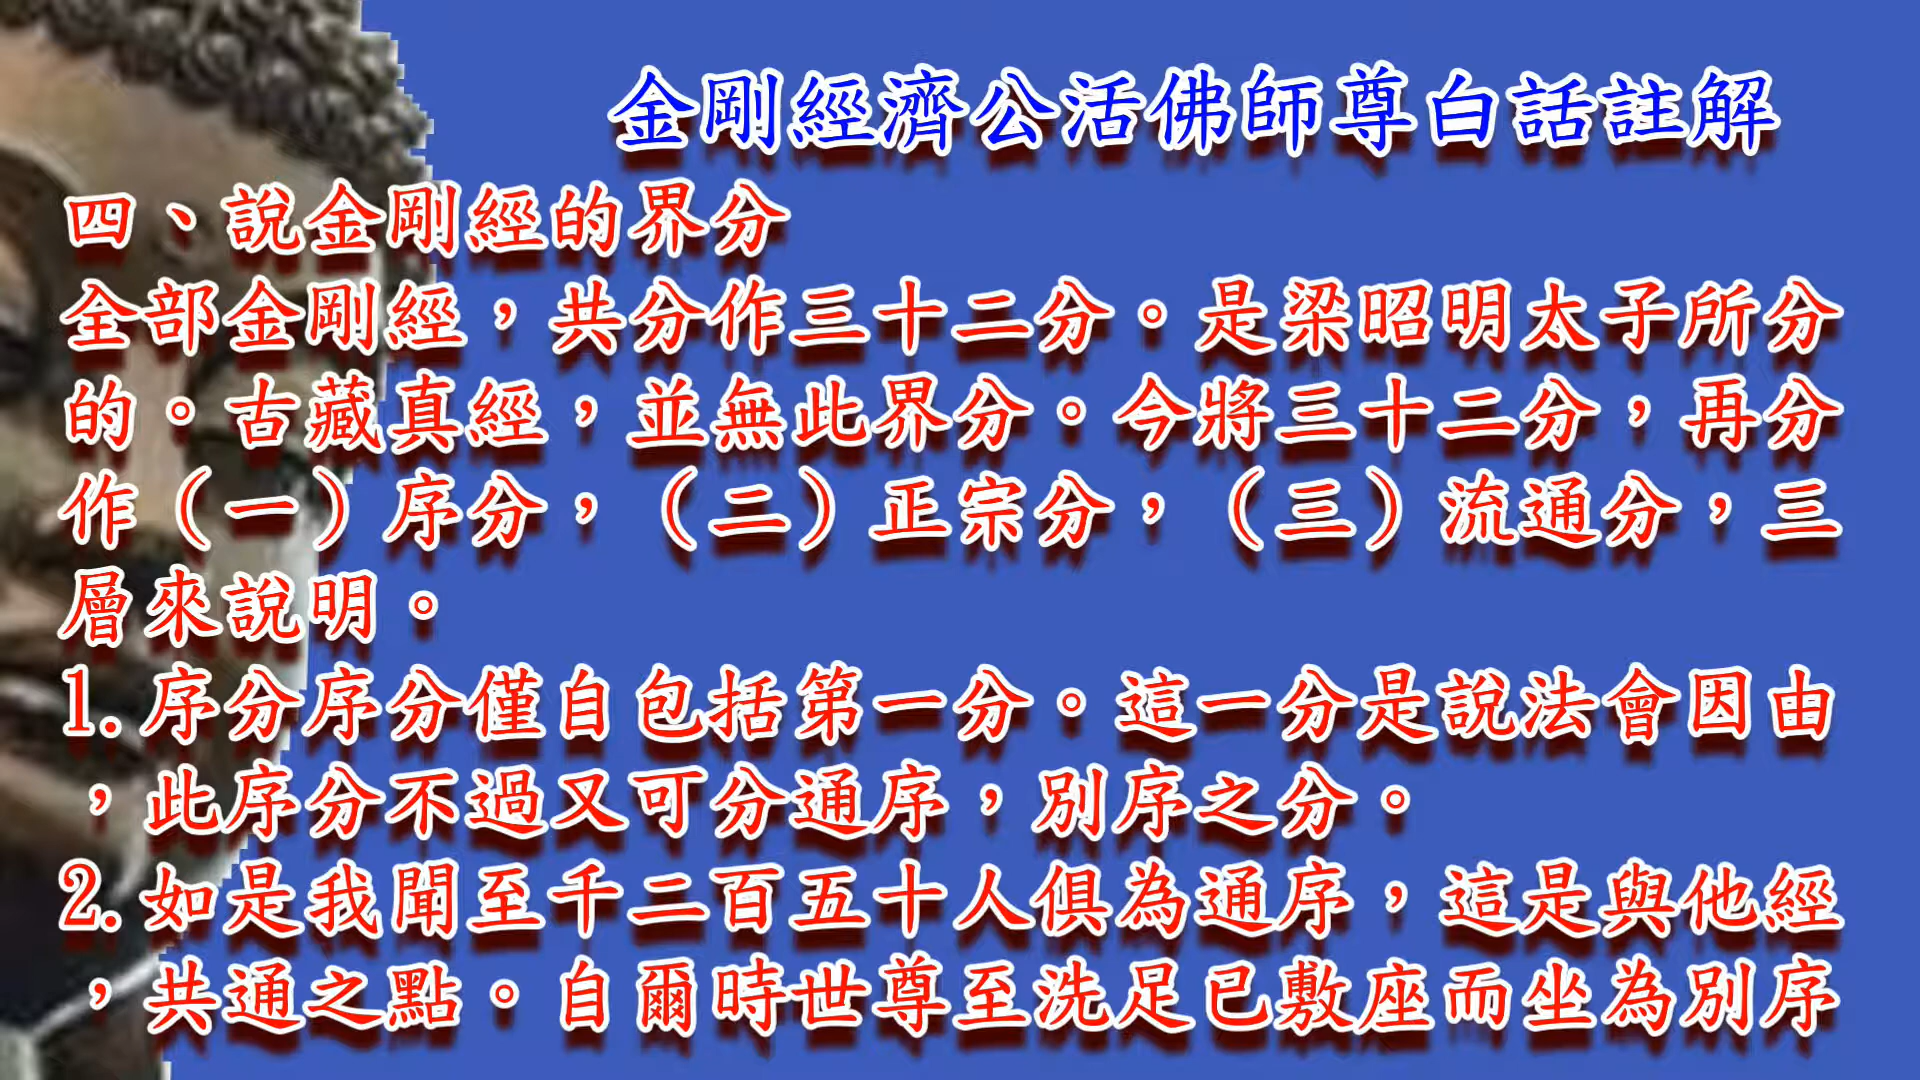 金剛經濟公活佛師尊白話註解
四、說金剛經的界分
全部金剛經，共分作三十二分。是梁昭明太子所分
的。古藏真經，並無此界分。今將三十二分，再分
作（一）序分，（二）正宗分，（三）流通分，三
層來說明。
1.序分序分僅自包括第一分。這一分是說法會因由
，此序分不過又可分通序，別序之分。
2.如是我聞至千二百五十人俱為通序，這是與他經
，共通之點。自爾時世尊至洗足已敷座而坐為別序